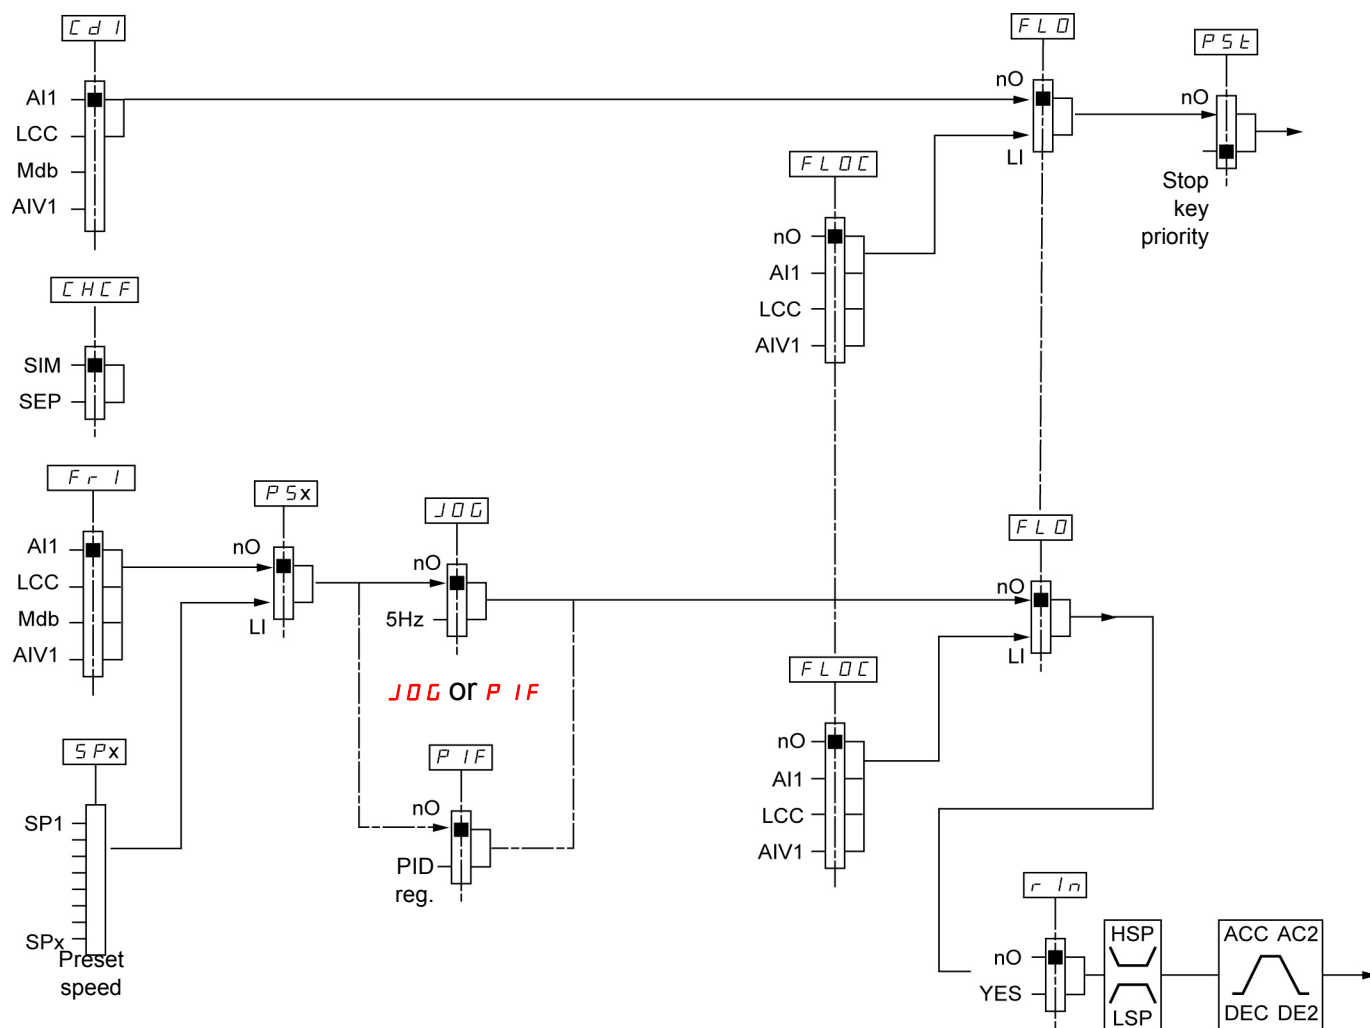 Cd1
AI1
LCC
Mdb
AIV1
FLO
nO
LI
PSt
nO
Stop
key
priority
FLOC
nO
AI1
LCC
AIV1
CHCF
SIM
SEP
Fr1
AI1
LCC
Mdb
AIV1
PSx
nO
LI
JOG
nO
5Hz
JOG or PIF
FLO
nO
LI
SPx
SP1
SPx
Preset
speed
PIF
nO
PID
reg.
FLOC
nO
AI1
LCC
AIV1
rIn
nO
YES
HSP
LSP
ACC AC2
DEC DE2